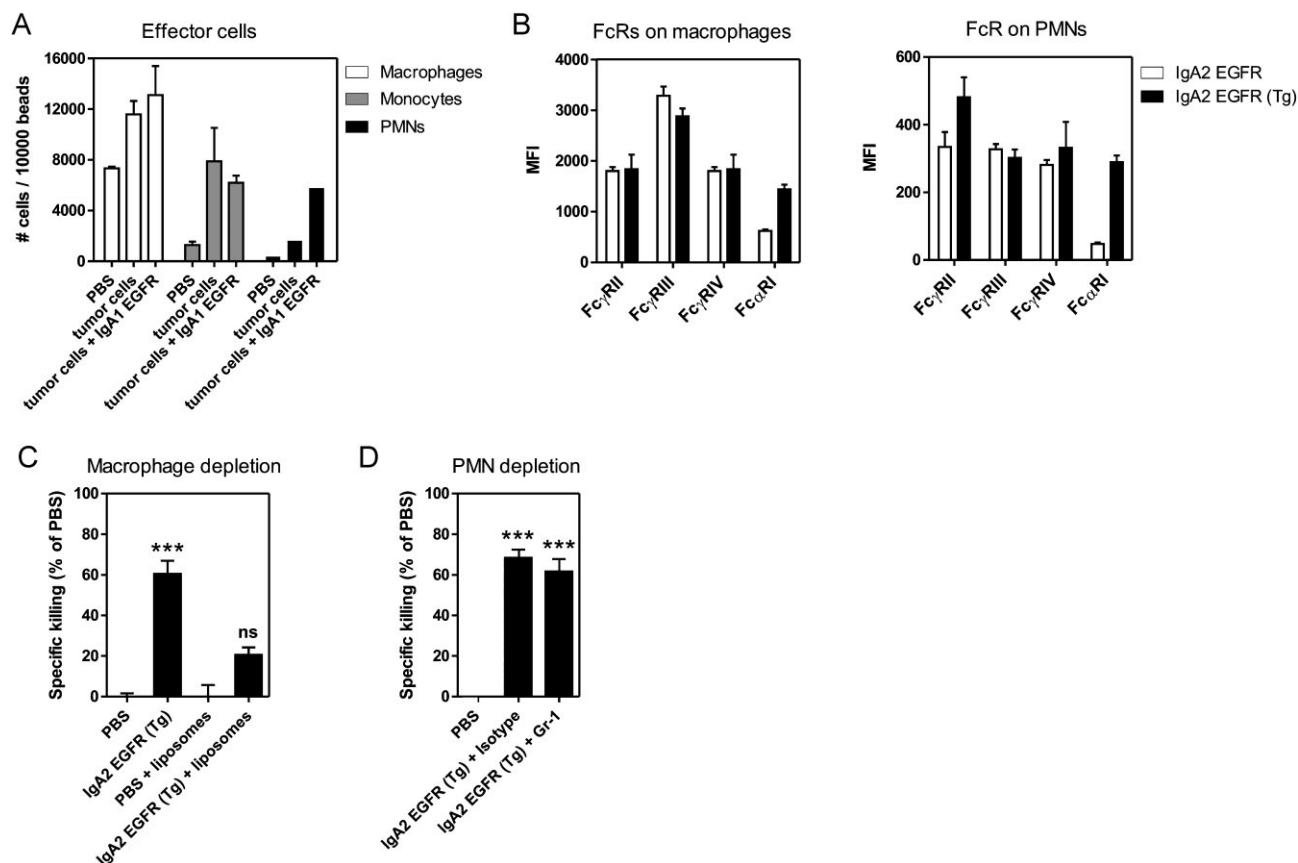 A
Effector cells
# cells / 10000 beads
16000
12000
8000
4000
0
PBS
tumor cells
tumor cells + IgA1 EGFR
PBS
tumor cells
tumor cells + IgA1 EGFR
PBS
tumor cells
tumor cells + IgA1 EGFR
Macrophages
Monocytes
PMNs
B
FcRs on macrophages
MFI
4000
3000
2000
1000
0
FcγRII
FcγRIII
FcγRIV
FcαRI
FcR on PMNs
MFI
600
400
200
0
FcγRII
FcγRIII
FcγRIV
FcαRI
IgA2 EGFR
IgA2 EGFR (Tg)
C
Macrophage depletion
Specific killing (% of PBS)
100
80
60
40
20
0
***
ns
PBS
IgA2 EGFR (Tg)
PBS + liposomes
IgA2 EGFR (Tg) + liposomes
D
PMN depletion
Specific killing (% of PBS)
100
80
60
40
20
0
***
***
PBS
IgA2 EGFR (Tg) + Isotype
IgA2 EGFR (Tg) + Gr-1